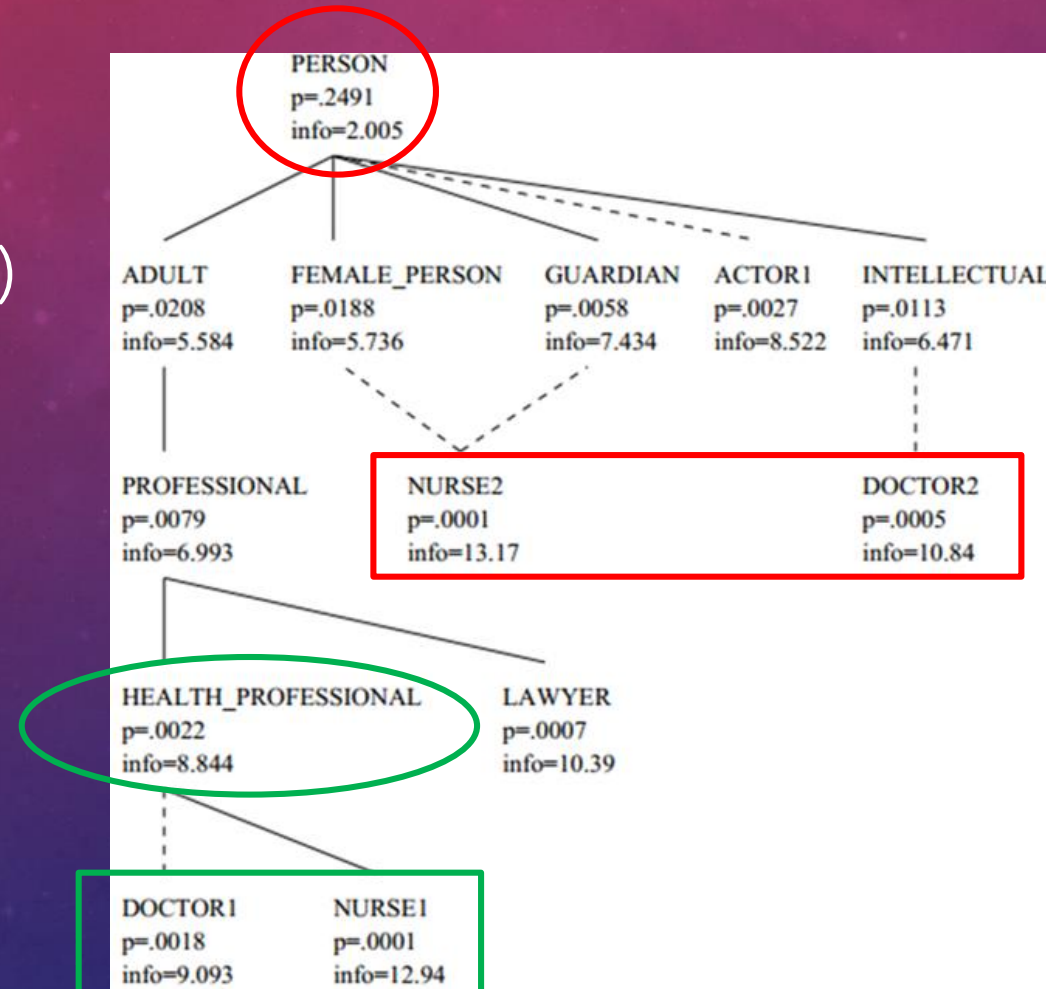 PERSON
p=.2491
info=2.005
)
ADULT
p=.0208
info=5.584
FEMALE_PERSON
p=.0188
info=5.736
GUARDIAN
p=.0058
info=7.434
ACTOR1
p=.0027
info=8.522
INTELLECTUAL
p=.0113
info=6.471
PROFESSIONAL
p=.0079
info=6.993
NURSE2
p=.0001
info=13.17
DOCTOR2
p=.0005
info=10.84
HEALTH_PROFESSIONAL
p=.0022
info=8.844
LAWYER
p=.0007
info=10.39
DOCTOR1
p=.0018
info=9.093
NURSE1
p=.0001
info=12.94